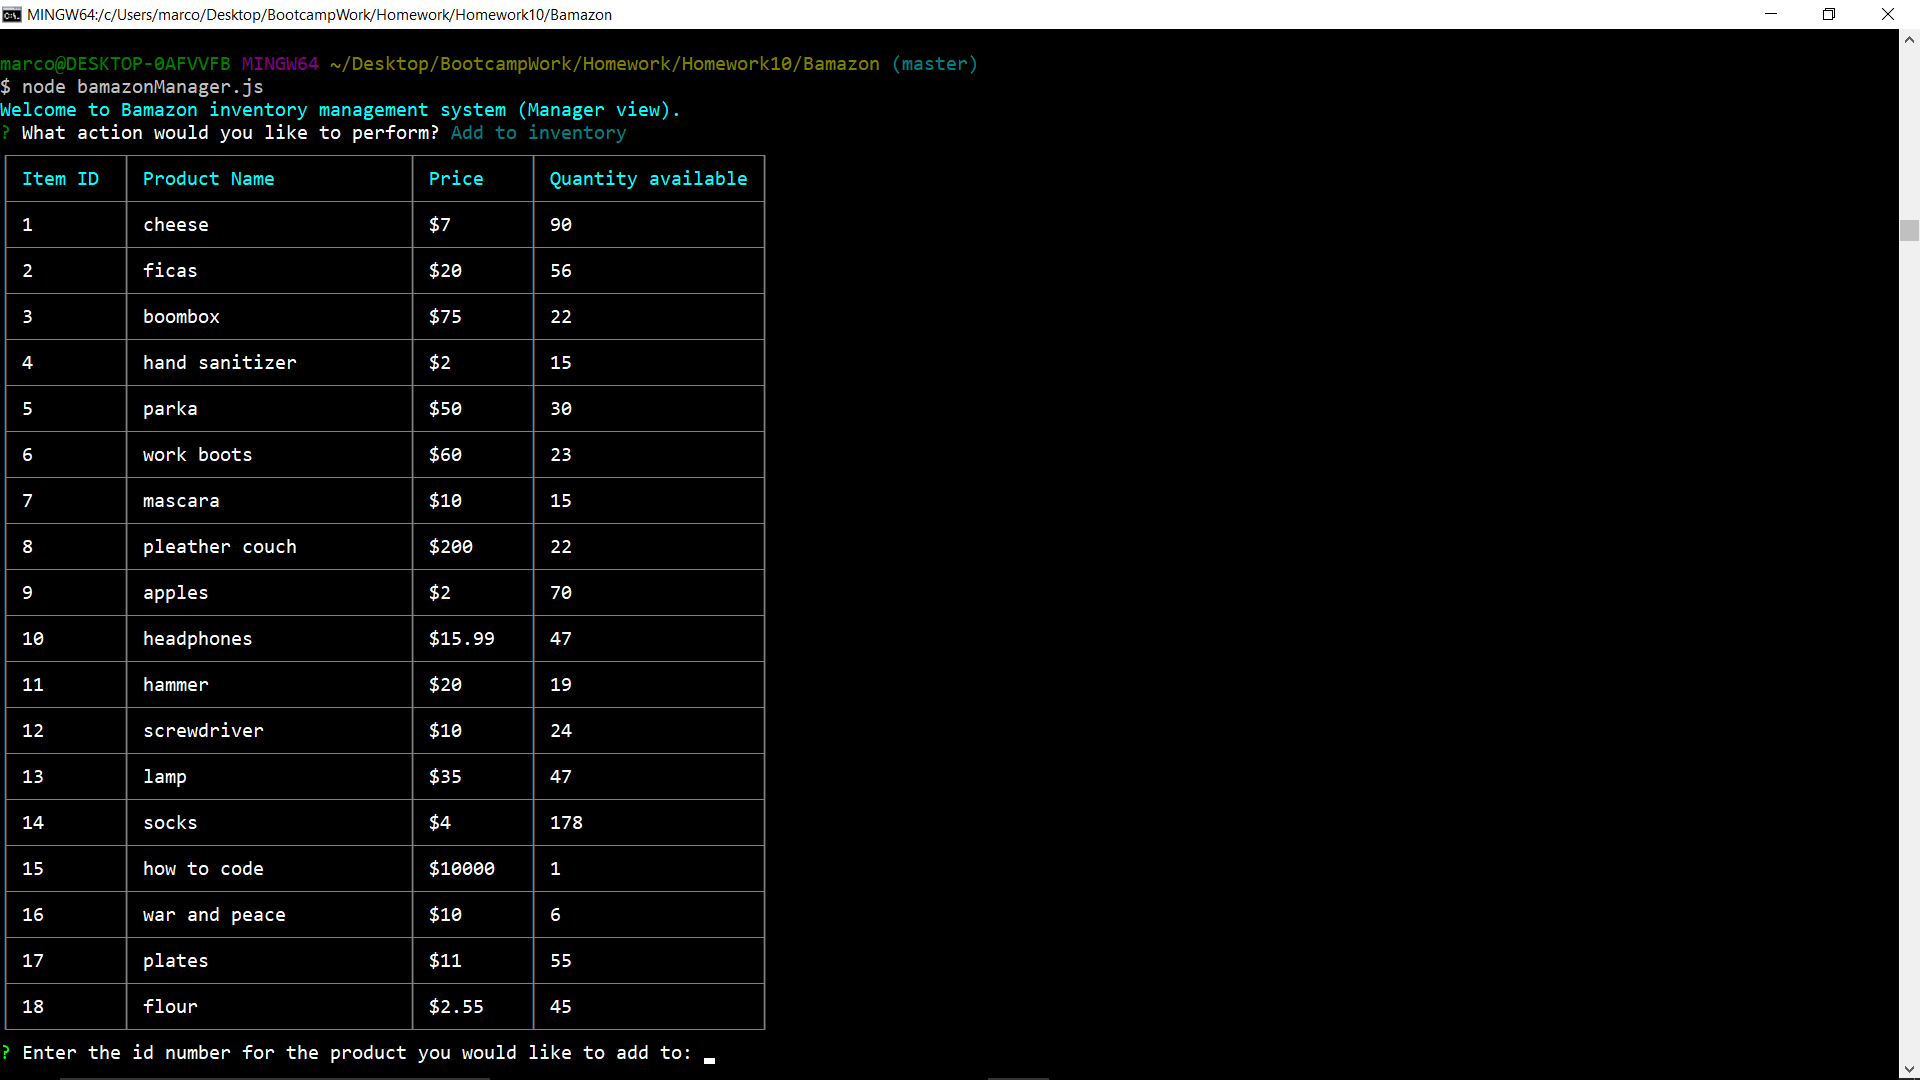 MINGW64:/c/Users/marco/Desktop/BootcampWork/Homework/Homework10/Bamazon
marco@DESKTOP-0AFVVFB MINGW64 ~/Desktop/BootcampWork/Homework/Homework10/Bamazon (master)
$ node bamazonManager.js
Welcome to Bamazon inventory management system (Manager view).
? What action would you like to perform? Add to inventory
Item ID Product Name Price Quantity available
1 cheese $7 90
2 ficas $20 56
3 boombox $75 22
4 hand sanitizer $2 15
5 parka $50 30
6 work boots $60 23
7 mascara $10 15
8 pleather couch $200 22
9 apples $2 70
10 headphones $15.99 47
11 hammer $20 19
12 screwdriver $10 24
13 lamp $35 47
14 socks $4 178
15 how to code $10000 1
16 war and peace $10 6
17 plates $11 55
18 flour $2.55 45
? Enter the id number for the product you would like to add to: